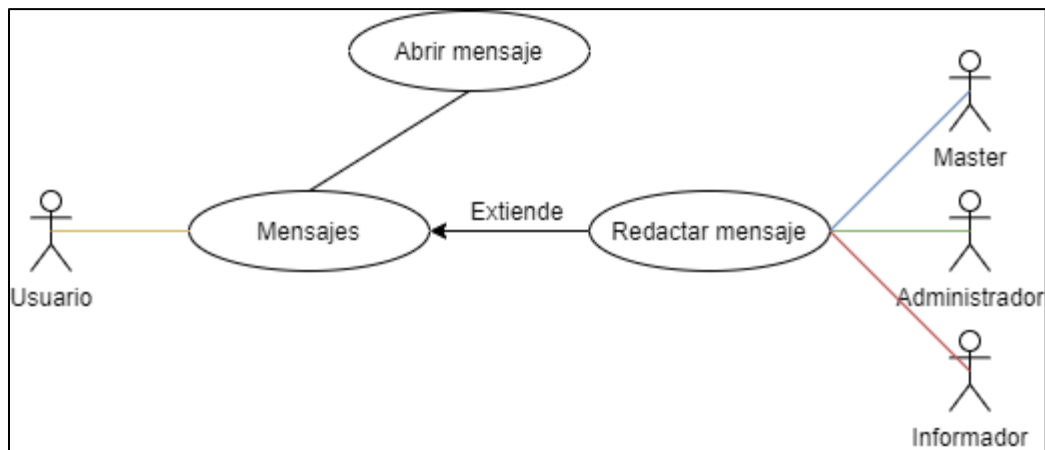 Abrir mensaje
Master
Extiende
Mensajes
Redactar mensaje
Usuario
Administrador
Informador